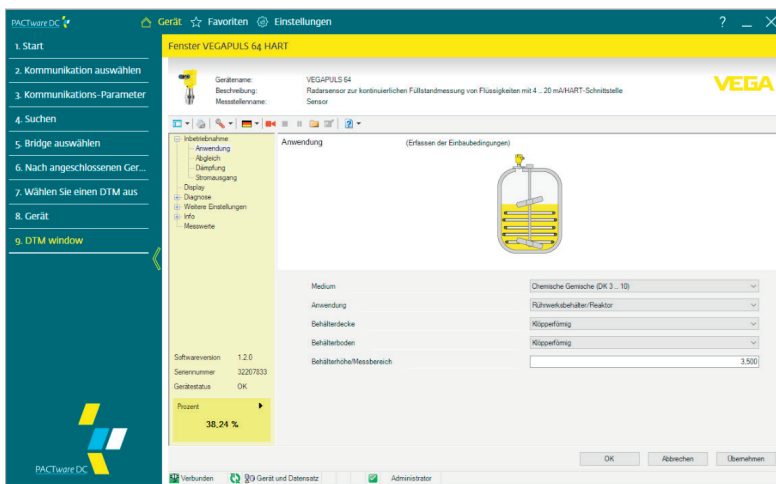 PACTware DC
Gerät
Favoriten
Einstellungen
?
1. Start
2. Kommunikation auswählen
3. Kommunikations-Parameter
4. Suchen
5. Bridge auswählen
6. Nach angeschlossenen Ger...
7. Wählen Sie einen DTM aus
8. Gerät
9. DTM window
PACTware DC
Fenster VEGAPULS 64 HART
Gerätename: VEGAPULS 64
Beschreibung: Radarsensor zur kontinuierlichen Füllstandmessung von Flüssigkeiten mit 4 .. 20 mA/HART-Schnittstelle
Messstellenname: Sensor
VEGA
Inbetriebnahme
Anwendung
Abgleich
Dämpfung
Stromausgang
Display
Diagnose
Weitere Einstellungen
Info
Messwerte
Softwareversion 1.2.0
Seriennummer 32207833
Gerätestatus OK
Prozent
38,24 %
Anwendung (Erfassen der Einbaubedingungen)
Medium Chemische Gemische (DK 3 .. 10)
Anwendung Rührwerksbehälter/Reaktor
Behälterdecke Klöpperförmig
Behälterboden Klöpperförmig
Behälterhöhe/Messbereich 3.500
OK Abbrechen Übernehmen
Verbunden Gerät und Datensatz Administrator